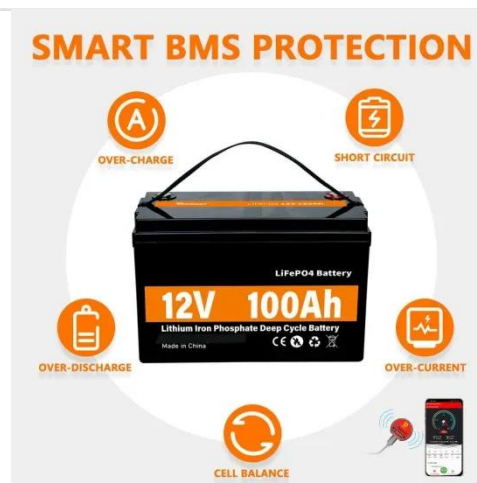 SMART BMS PROTECTION
A
OVER-CHARGE
SHORT CIRCUIT
LiFePO4 Battery
12V 100Ah
Lithium Iron Phosphate Deep Cycle Battery
Made in China
CE
OVER-DISCHARGE
OVER-CURRENT
CELL BALANCE